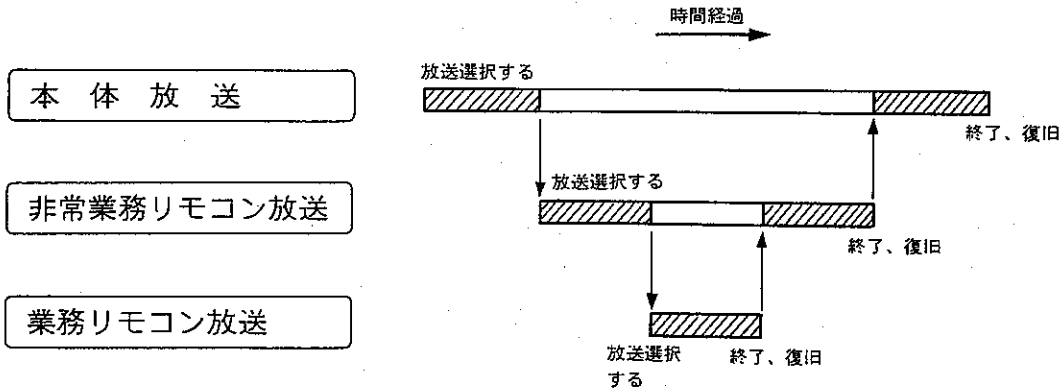 時間経過
放送選択する
本体放送
終了、復旧
放送選択する
非常業務リモコン放送
終了、復旧
業務リモコン放送
放送選択
する
終了、復旧